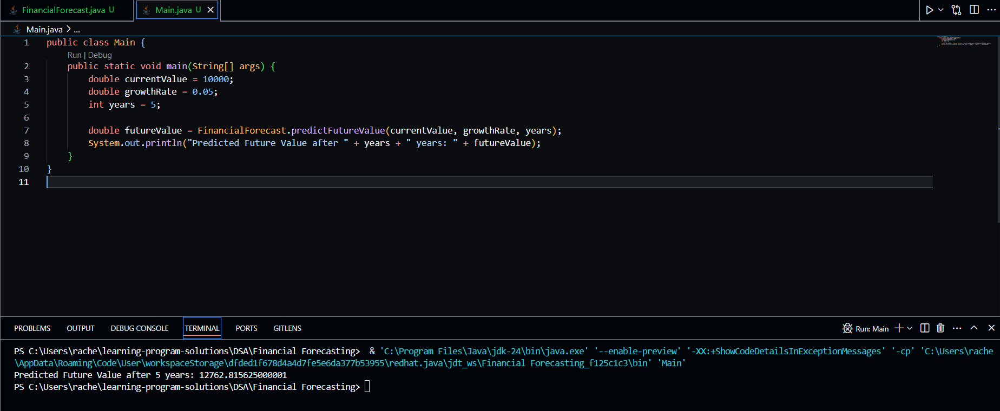 FinancialForecast.java U
Main.java U
Main.java > ...
1 public class Main {
Run | Debug
2 public static void main(String[] args) {
3 double currentValue = 10000;
4 double growthRate = 0.05;
5 int years = 5;
6
7 double futureValue = FinancialForecast.predictFutureValue(currentValue, growthRate, years);
8 System.out.println("Predicted Future Value after " + years + " years: " + futureValue);
9 }
10 }
11
PROBLEMS OUTPUT DEBUG CONSOLE TERMINAL PORTS GITLENS
Run: Main
PS C:\Users\rache\learning-program-solutions\DSA\Financial Forecasting> & 'C:\Program Files\Java\jdk-24\bin\java.exe' '--enable-preview' '-XX:+ShowCodeDetailsInExceptionMessages' '-cp' 'C:\Users\rache
\AppData\Roaming\Code\User\workspaceStorage\dfded1f678d4a4d7fe5e6da377b53955\redhat.java\jdt_ws\Financial Forecasting_f125c1c3\bin' 'Main'
Predicted Future Value after 5 years: 12762.815625000001
PS C:\Users\rache\learning-program-solutions\DSA\Financial Forecasting>